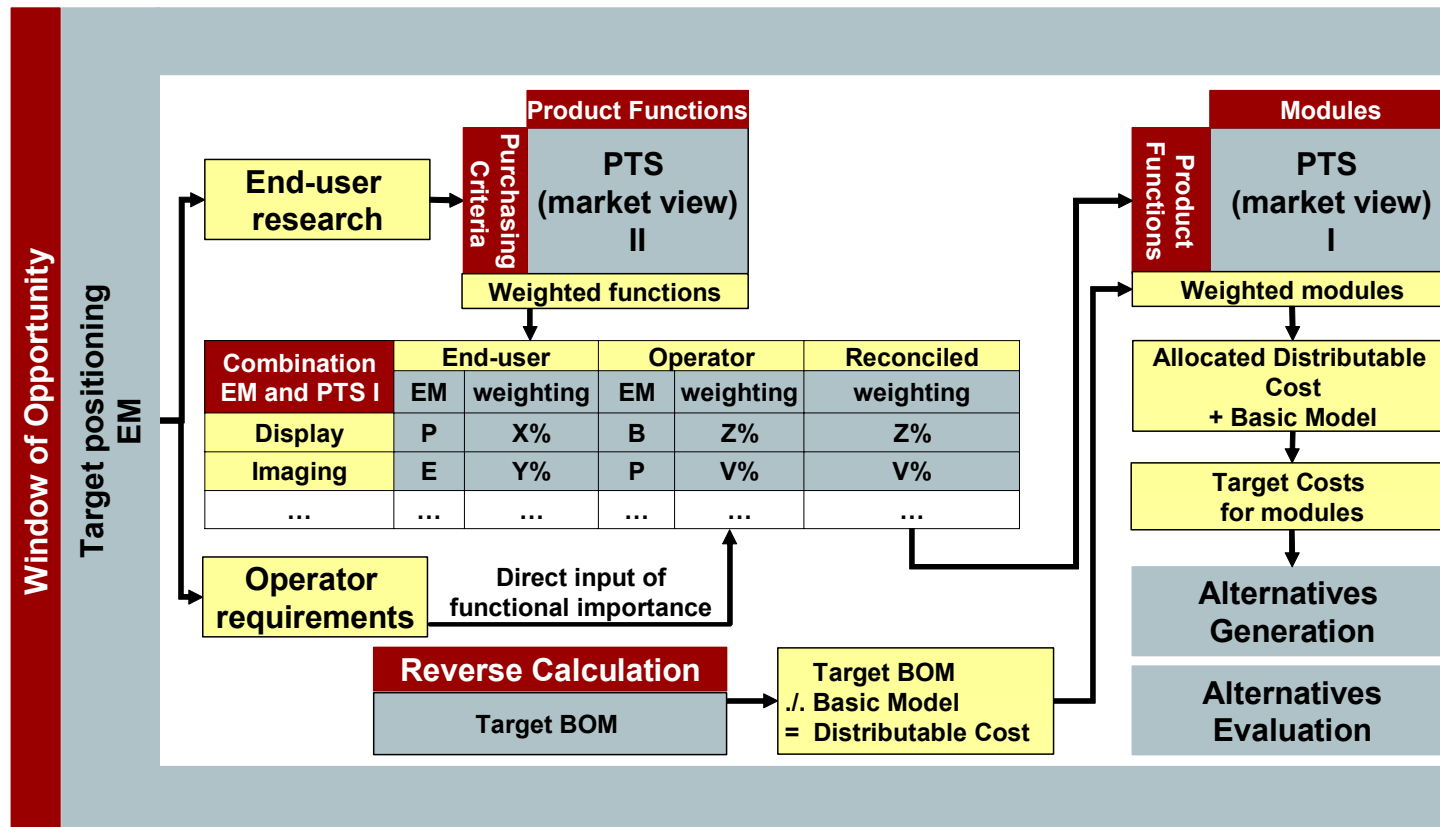 Window of Opportunity
Target positioning
EM
End-user
research
Product Functions
Purchasing
Criteria
PTS
(market view)
II
Weighted functions
Combination
EM and PTS I
End-user
Operator
Reconciled
EM
weighting
EM
weighting
weighting
Display
P
X%
B
Z%
Z%
Imaging
E
Y%
P
V%
V%
…
…
…
…
…
…
Operator
requirements
Direct input of
functional importance
Reverse Calculation
Target BOM
Target BOM
./. Basic Model
= Distributable Cost
Modules
Product
Functions
PTS
(market view)
I
Weighted modules
Allocated Distributable
Cost
+ Basic Model
Target Costs
for modules
Alternatives
Generation
Alternatives
Evaluation